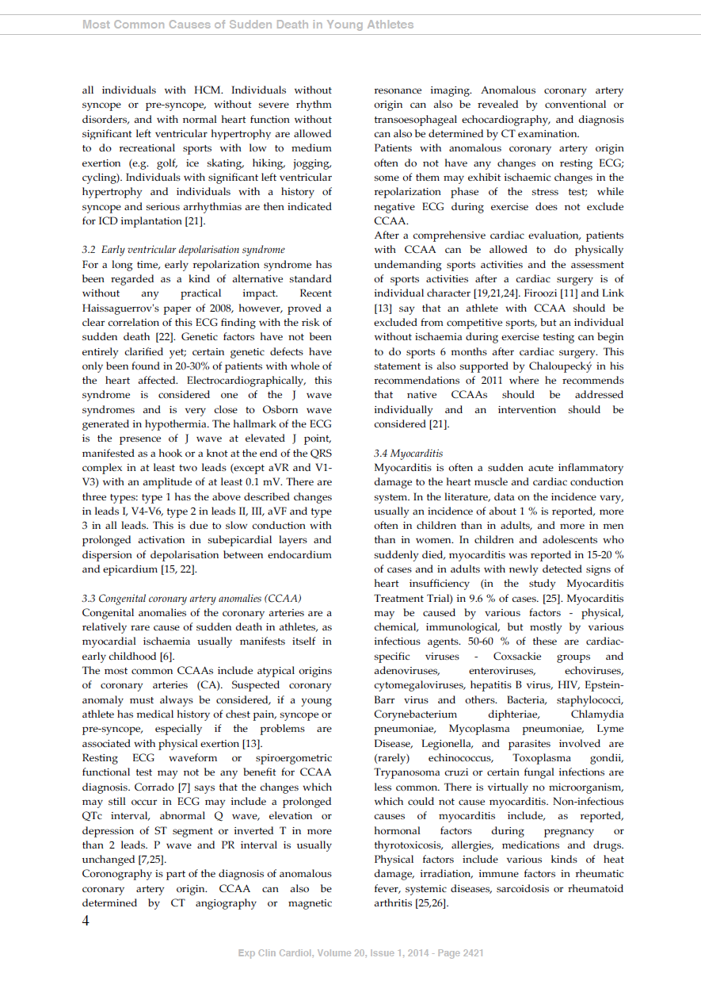 Most Common Causes of Sudden Death in Young Athletes
all individuals with HCM. Individuals without
syncope or pre-syncope, without severe rhythm
disorders, and with normal heart function without
significant left ventricular hypertrophy are allowed
to do recreational sports with low to medium
exertion (e.g. golf, ice skating, hiking, jogging,
cycling). Individuals with significant left ventricular
hypertrophy and individuals with a history of
syncope and serious arrhythmias are then indicated
for ICD implantation [21].
3.2 Early ventricular depolarisation syndrome
For a long time, early repolarization syndrome has
been regarded as a kind of alternative standard
without any practical impact. Recent
Haissaguerrov's paper of 2008, however, proved a
clear correlation of this ECG finding with the risk of
sudden death [22]. Genetic factors have not been
entirely clarified yet; certain genetic defects have
only been found in 20-30% of patients with whole of
the heart affected. Electrocardiographically, this
syndrome is considered one of the J wave
syndromes and is very close to Osborn wave
generated in hypothermia. The hallmark of the ECG
is the presence of J wave at elevated J point,
manifested as a hook or a knot at the end of the QRS
complex in at least two leads (except aVR and V1-
V3) with an amplitude of at least 0.1 mV. There are
three types: type 1 has the above described changes
in leads I, V4-V6, type 2 in leads II, III, aVF and type
3 in all leads. This is due to slow conduction with
prolonged activation in subepicardial layers and
dispersion of depolarisation between endocardium
and epicardium [15, 22].
3.3 Congenital coronary artery anomalies (CCAA)
Congenital anomalies of the coronary arteries are a
relatively rare cause of sudden death in athletes, as
myocardial ischaemia usually manifests itself in
early childhood [6].
The most common CCAAs include atypical origins
of coronary arteries (CA). Suspected coronary
anomaly must always be considered, if a young
athlete has medical history of chest pain, syncope or
pre-syncope, especially if the problems are
associated with physical exertion [13].
Resting ECG waveform or spiroergometric
functional test may not be any benefit for CCAA
diagnosis. Corrado [7] says that the changes which
may still occur in ECG may include a prolonged
QTc interval, abnormal Q wave, elevation or
depression of ST segment or inverted T in more
than 2 leads. P wave and PR interval is usually
unchanged [7,25].
Coronography is part of the diagnosis of anomalous
coronary artery origin. CCAA can also be
determined by CT angiography or magnetic
resonance imaging. Anomalous coronary artery
origin can also be revealed by conventional or
transoesophageal echocardiography, and diagnosis
can also be determined by CT examination.
Patients with anomalous coronary artery origin
often do not have any changes on resting ECG;
some of them may exhibit ischaemic changes in the
repolarization phase of the stress test; while
negative ECG during exercise does not exclude
CCAA.
After a comprehensive cardiac evaluation, patients
with CCAA can be allowed to do physically
undemanding sports activities and the assessment
of sports activities after a cardiac surgery is of
individual character [19,21,24]. Firoozi [11] and Link
[13] say that an athlete with CCAA should be
excluded from competitive sports, but an individual
without ischaemia during exercise testing can begin
to do sports 6 months after cardiac surgery. This
statement is also supported by Chaloupecký in his
recommendations of 2011 where he recommends
that native CCAAs should be addressed
individually and an intervention should be
considered [21].
3.4 Myocarditis
Myocarditis is often a sudden acute inflammatory
damage to the heart muscle and cardiac conduction
system. In the literature, data on the incidence vary,
usually an incidence of about 1 % is reported, more
often in children than in adults, and more in men
than in women. In children and adolescents who
suddenly died, myocarditis was reported in 15-20 %
of cases and in adults with newly detected signs of
heart insufficiency (in the study Myocarditis
Treatment Trial) in 9.6 % of cases. [25]. Myocarditis
may be caused by various factors - physical,
chemical, immunological, but mostly by various
infectious agents. 50-60 % of these are cardiac-
specific viruses - Coxsackie groups and
adenoviruses, enteroviruses, echoviruses,
cytomegaloviruses, hepatitis B virus, HIV, Epstein-
Barr virus and others. Bacteria, staphylococci,
Corynebacterium diphteriae, Chlamydia
pneumoniae, Mycoplasma pneumoniae, Lyme
Disease, Legionella, and parasites involved are
(rarely) echinococcus, Toxoplasma gondii,
Trypanosoma cruzi or certain fungal infections are
less common. There is virtually no microorganism,
which could not cause myocarditis. Non-infectious
causes of myocarditis include, as reported,
hormonal factors during pregnancy or
thyrotoxicosis, allergies, medications and drugs.
Physical factors include various kinds of heat
damage, irradiation, immune factors in rheumatic
fever, systemic diseases, sarcoidosis or rheumatoid
arthritis [25,26].
4
Exp Clin Cardiol, Volume 20, Issue 1, 2014 - Page 2421